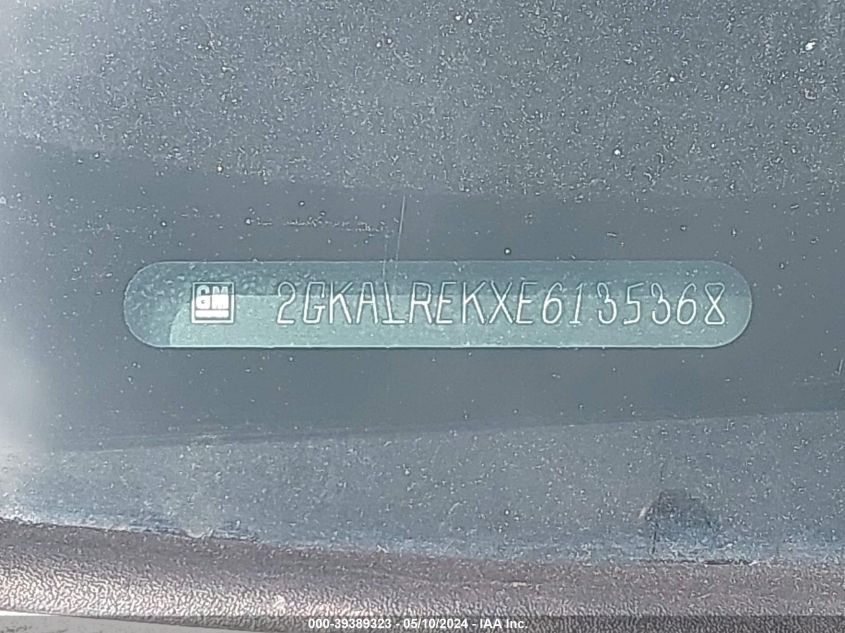 GM 2GKALREKXE6135368
000-39389323 - 05/10/2024 - IAA Inc.